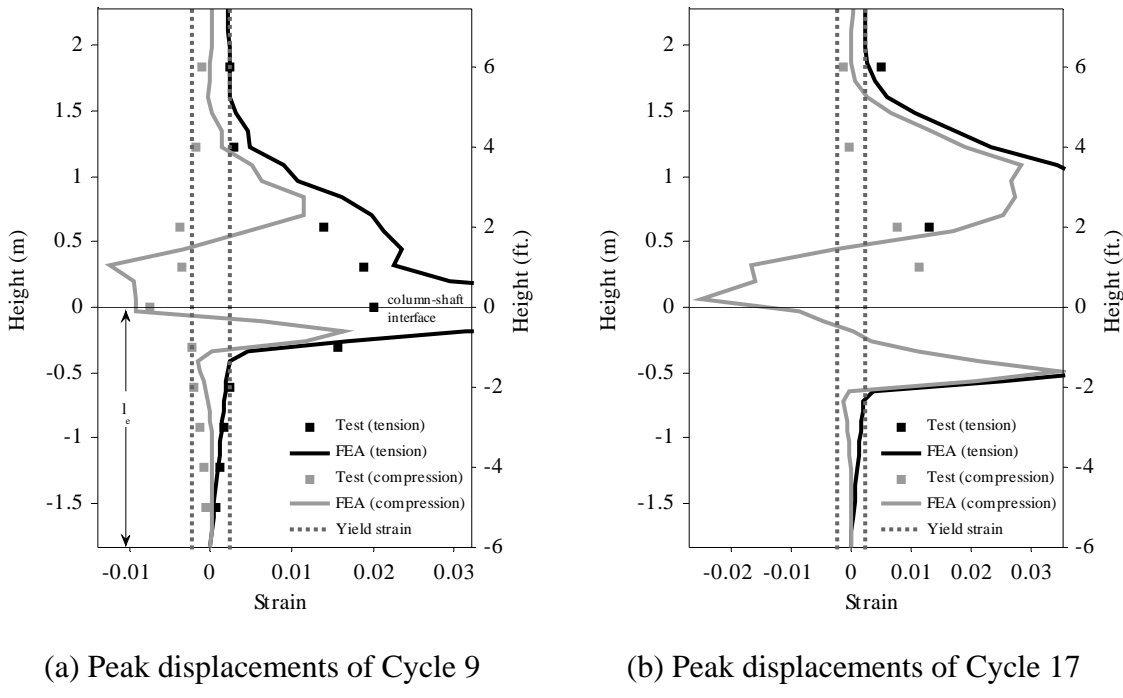 2
1.5
1
0.5
0
-0.5
-1
-1.5
Height (m)
6
4
2
0
-2
-4
-6
Height (ft.)
column-shaft
interface
l e
Test (tension)
FEA (tension)
Test (compression)
FEA (compression)
Yield strain
-0.01 0 0.01 0.02 0.03
Strain
(a) Peak displacements of Cycle 9
2
1.5
1
0.5
0
-0.5
-1
-1.5
Height (m)
6
4
2
0
-2
-4
-6
Height (ft.)
Test (tension)
FEA (tension)
Test (compression)
FEA (compression)
Yield strain
-0.02 -0.01 0 0.01 0.02 0.03
Strain
(b) Peak displacements of Cycle 17